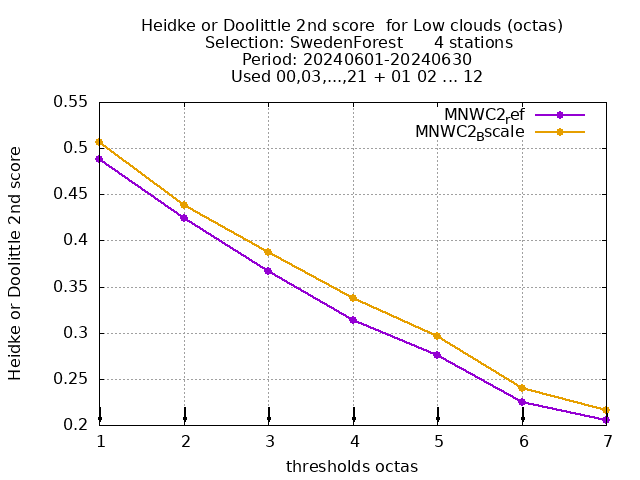 Heidke or Doolittle 2nd score  for Low clouds (octas)
Selection: SwedenForest      4 stations
Period: 20240601-20240630
Used 00,03,...,21 + 01 02 ... 12
MNWC2_ref
MNWC2_Bscale
Heidke or Doolittle 2nd score
0.55
0.5
0.45
0.4
0.35
0.3
0.25
0.2
1 2 3 4 5 6 7
thresholds octas